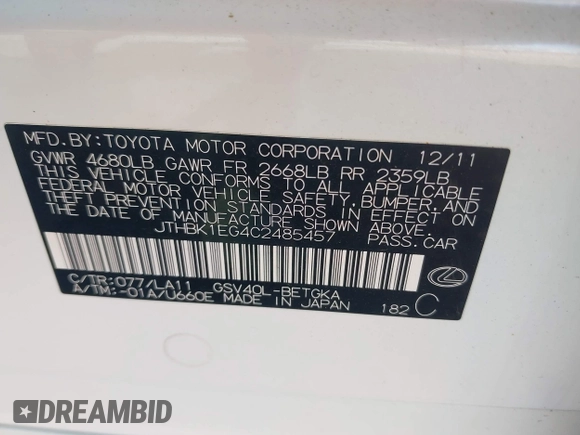 MFD.BY:TOYOTA MOTOR CORPORATION 12/11
GVWR 4680LB GAWR FR 2668LB RR 2359LB
THIS VEHICLE CONFORMS TO ALL APPLICABLE
FEDERAL MOTOR VEHICLE SAFETY,BUMPER,AND
THEFT PREVENTION STANDARDS IN EFFECT ON
THE DATE OF MANUFACTURE SHOWN ABOVE.
JTHBK1EG4C2485457 PASS.CAR
C/TR:077/LA11 GSV40L-BETGKA
A/TM:-01A/U660E MADE IN JAPAN 182 C
DREAMBID